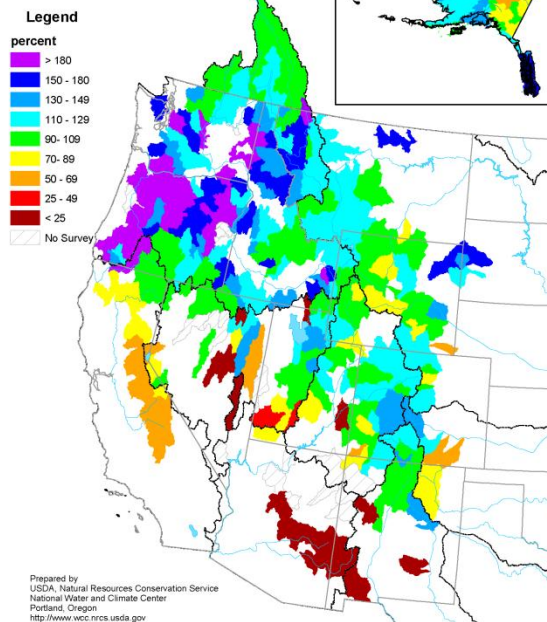 Legend
percent
> 180
150 - 180
130 - 149
110 - 129
90- 109
70 - 89
50 - 69
25 - 49
< 25
No Survey
Prepared by
USDA, Natural Resources Conservation Service
National Water and Climate Center
Portland, Oregon
http://www.wcc.nrcs.usda.gov